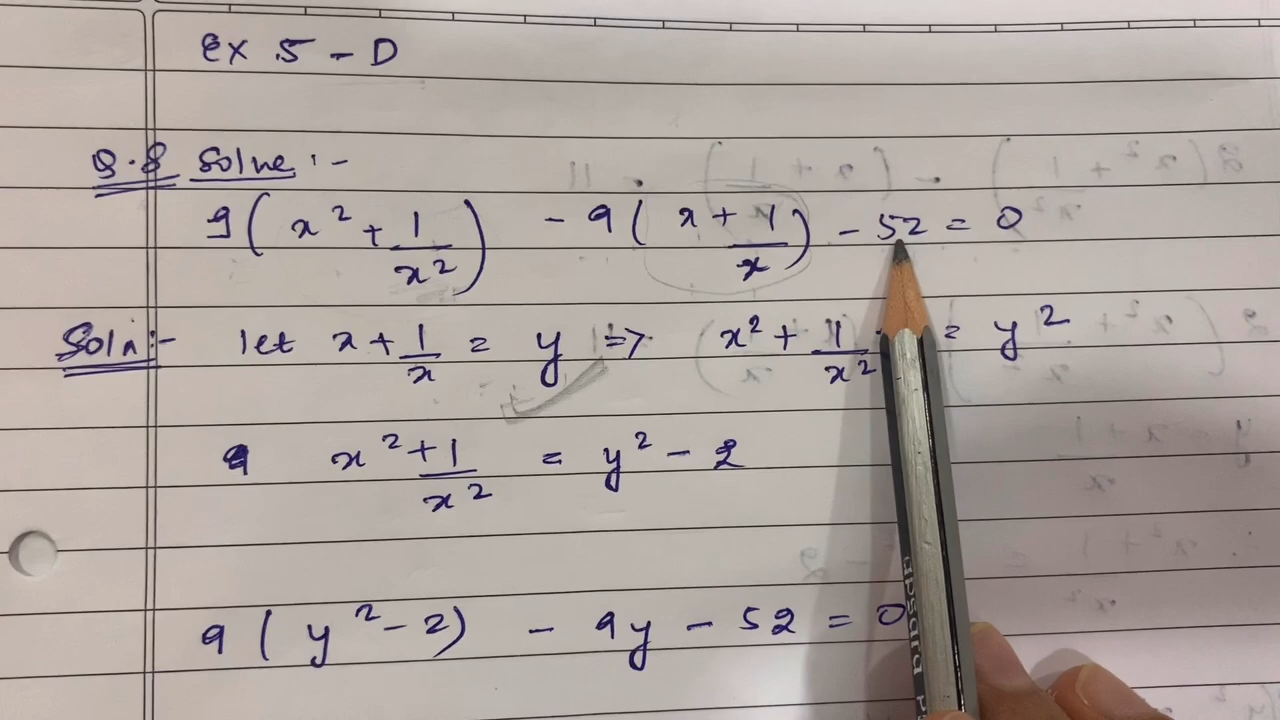 ex 5 - D
Q.8 Solve :-
9(x² + 1/x²) - 9(x + 1/x) - 52 = 0
Soln:- let x + 1/x = y => x² + 1/x² = y²
x² + 1/x² = y² - 2
9(y² - 2) - 9y - 52 = 0